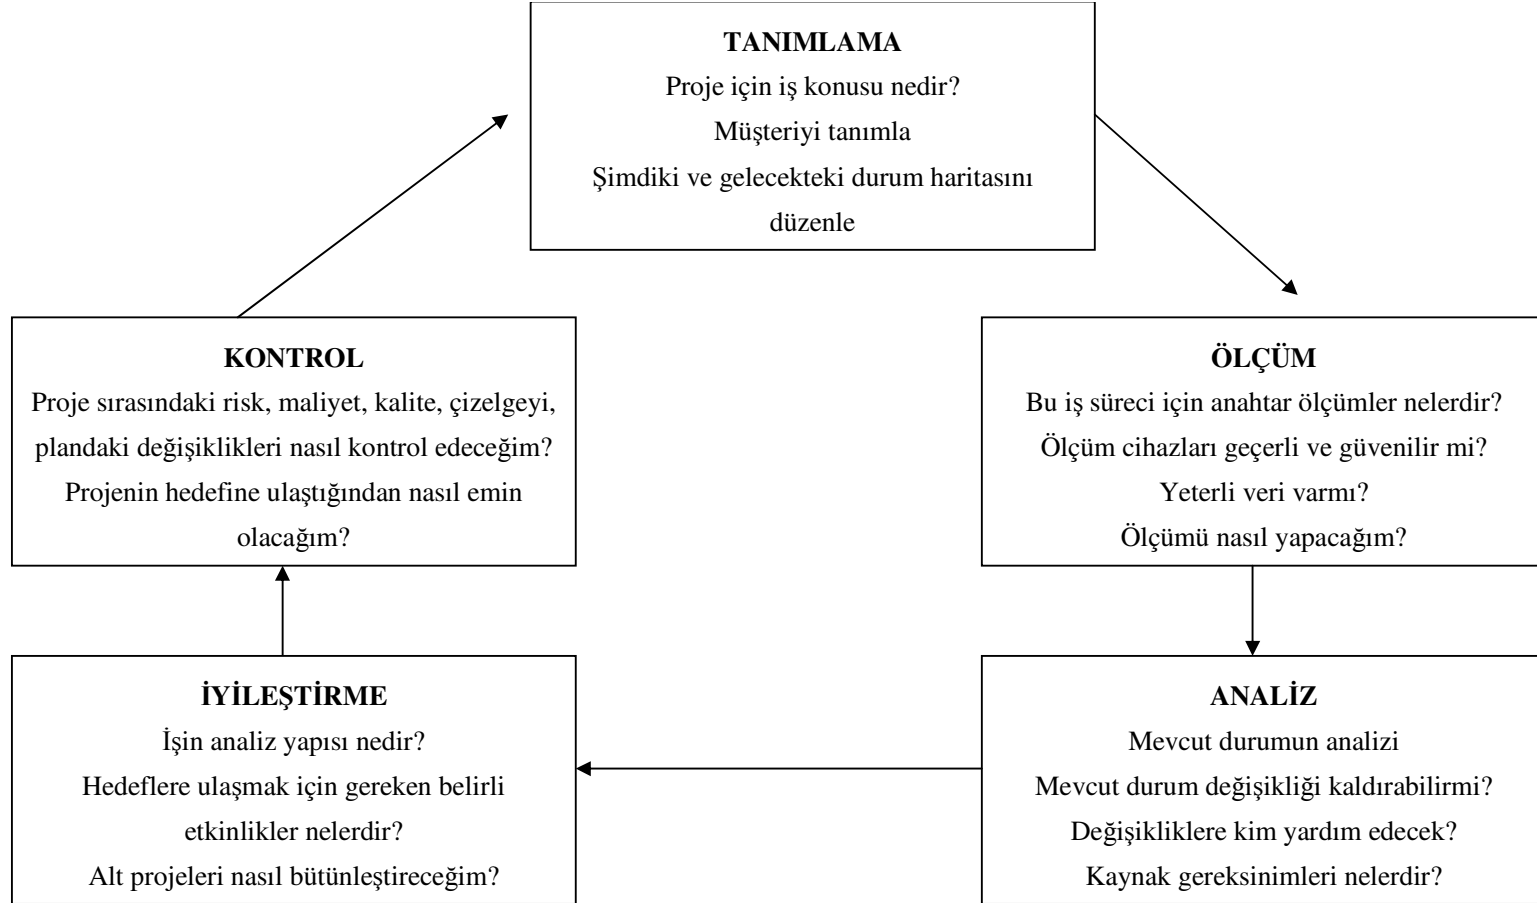 TANIMLAMA
Proje için iş konusu nedir?
Müşteriyi tanımla
Şimdiki ve gelecekteki durum haritasını
düzenle
KONTROL
Proje sırasındaki risk, maliyet, kalite, çizelgeyi,
plandaki değişiklikleri nasıl kontrol edeceğim?
Projenin hedefine ulaştığından nasıl emin
olacağım?
ÖLÇÜM
Bu iş süreci için anahtar ölçümler nelerdir?
Ölçüm cihazları geçerli ve güvenilir mi?
Yeterli veri varmı?
Ölçümü nasıl yapacağım?
İYİLEŞTİRME
İşin analiz yapısı nedir?
Hedeflere ulaşmak için gereken belirli
etkinlikler nelerdir?
Alt projeleri nasıl bütünleştireceğim?
ANALİZ
Mevcut durumun analizi
Mevcut durum değişikliği kaldırabilirmi?
Değişikliklere kim yardım edecek?
Kaynak gereksinimleri nelerdir?